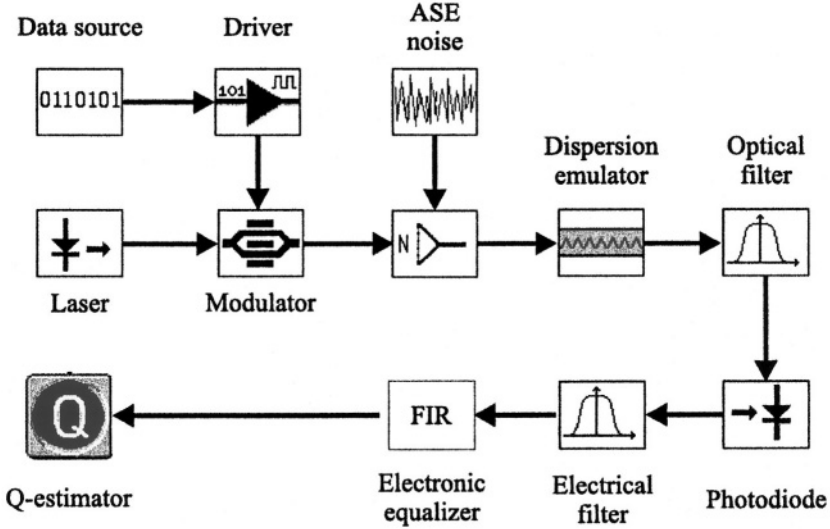 Data source
Driver
ASE
noise
0110101
101
Dispersion
emulator
Optical
filter
N
Laser
Modulator
Q
FIR
Q-estimator
Electronic
equalizer
Electrical
filter
Photodiode